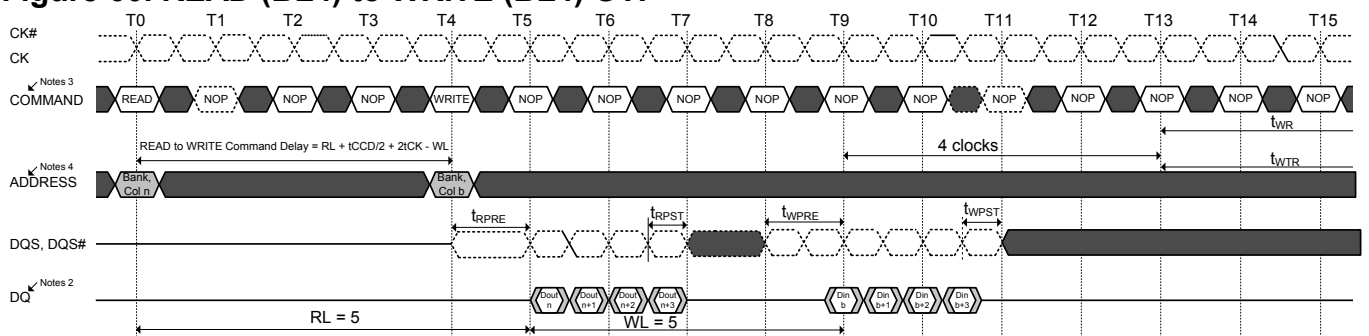 READ (BL4) to WRITE (BL4)
T0 T1 T2 T3 T4 T5 T6 T7 T8 T9 T10 T11 T12 T13 T14 T15
CK#
CK
Notes 3
COMMAND READ NOP NOP NOP WRITE NOP NOP NOP NOP NOP NOP NOP NOP NOP NOP NOP
tWR
READ to WRITE Command Delay = RL + tCCD/2 + 2tCK - WL
4 clocks
tWTR
Notes 4
ADDRESS
Bank, Col n
Bank, Col b
tRPRE tRPST tWPRE tWPST
DQS, DQS#
Notes 2
DQ
Dout n Dout n+1 Dout n+2 Dout n+3
Din b Din b+1 Din b+2 Din b+3
RL = 5 WL = 5